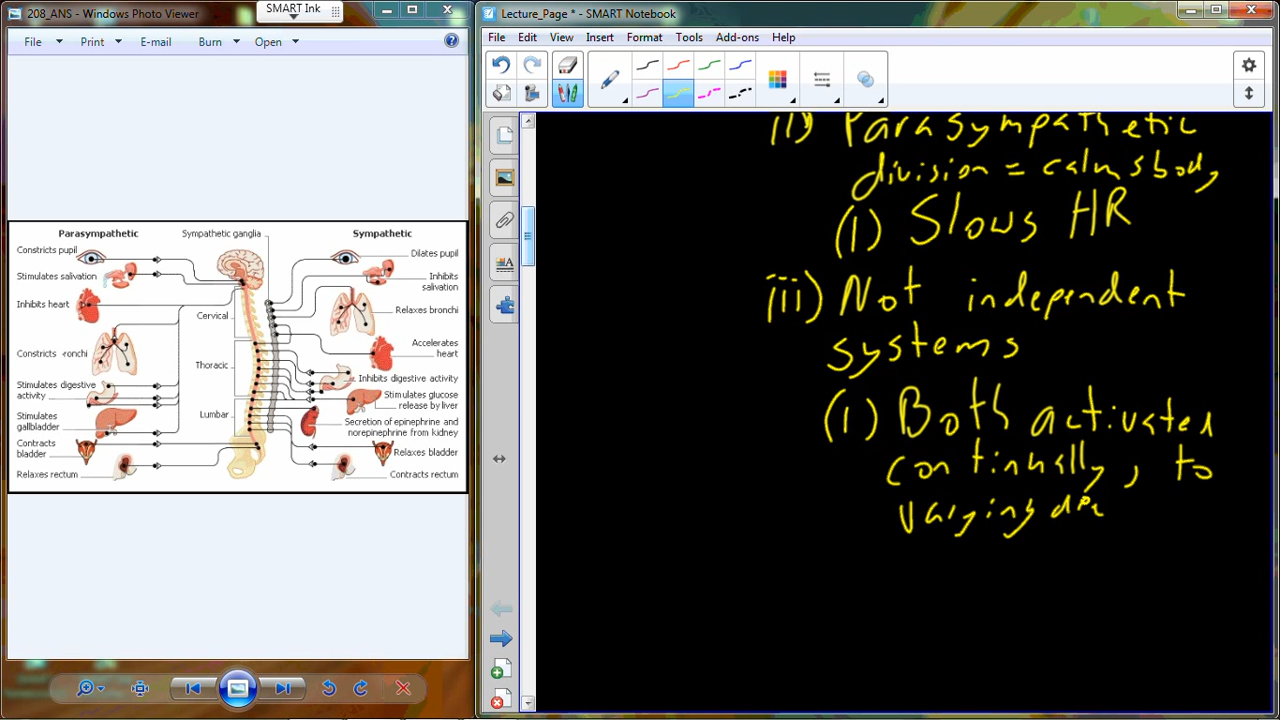 208_ANS - Windows Photo Viewer
SMART Ink
File Print E-mail Burn Open
Parasympathetic
Sympathetic ganglia
Sympathetic
Constricts pupil
Stimulates salivation
Inhibits heart
Constricts ronchi
Stimulates digestive
activity
Stimulates
gallbladder
Contracts
bladder
Relaxes rectum
Cervical
Thoracic
Lumbar
Dilates pupil
Inhibits
salivation
Relaxes bronchi
Accelerates
heart
Inhibits digestive activity
Stimulates glucose
release by liver
Secretion of epinephrine and
norepinephrine from kidney
Relaxes bladder
Contracts rectum
Lecture_Page * - SMART Notebook
File Edit View Insert Format Tools Add-ons Help
ii) Parasympathetic
division = calms body
(1) Slows HR
iii) Not independent
systems
(1) Both activated
continually, to
varying